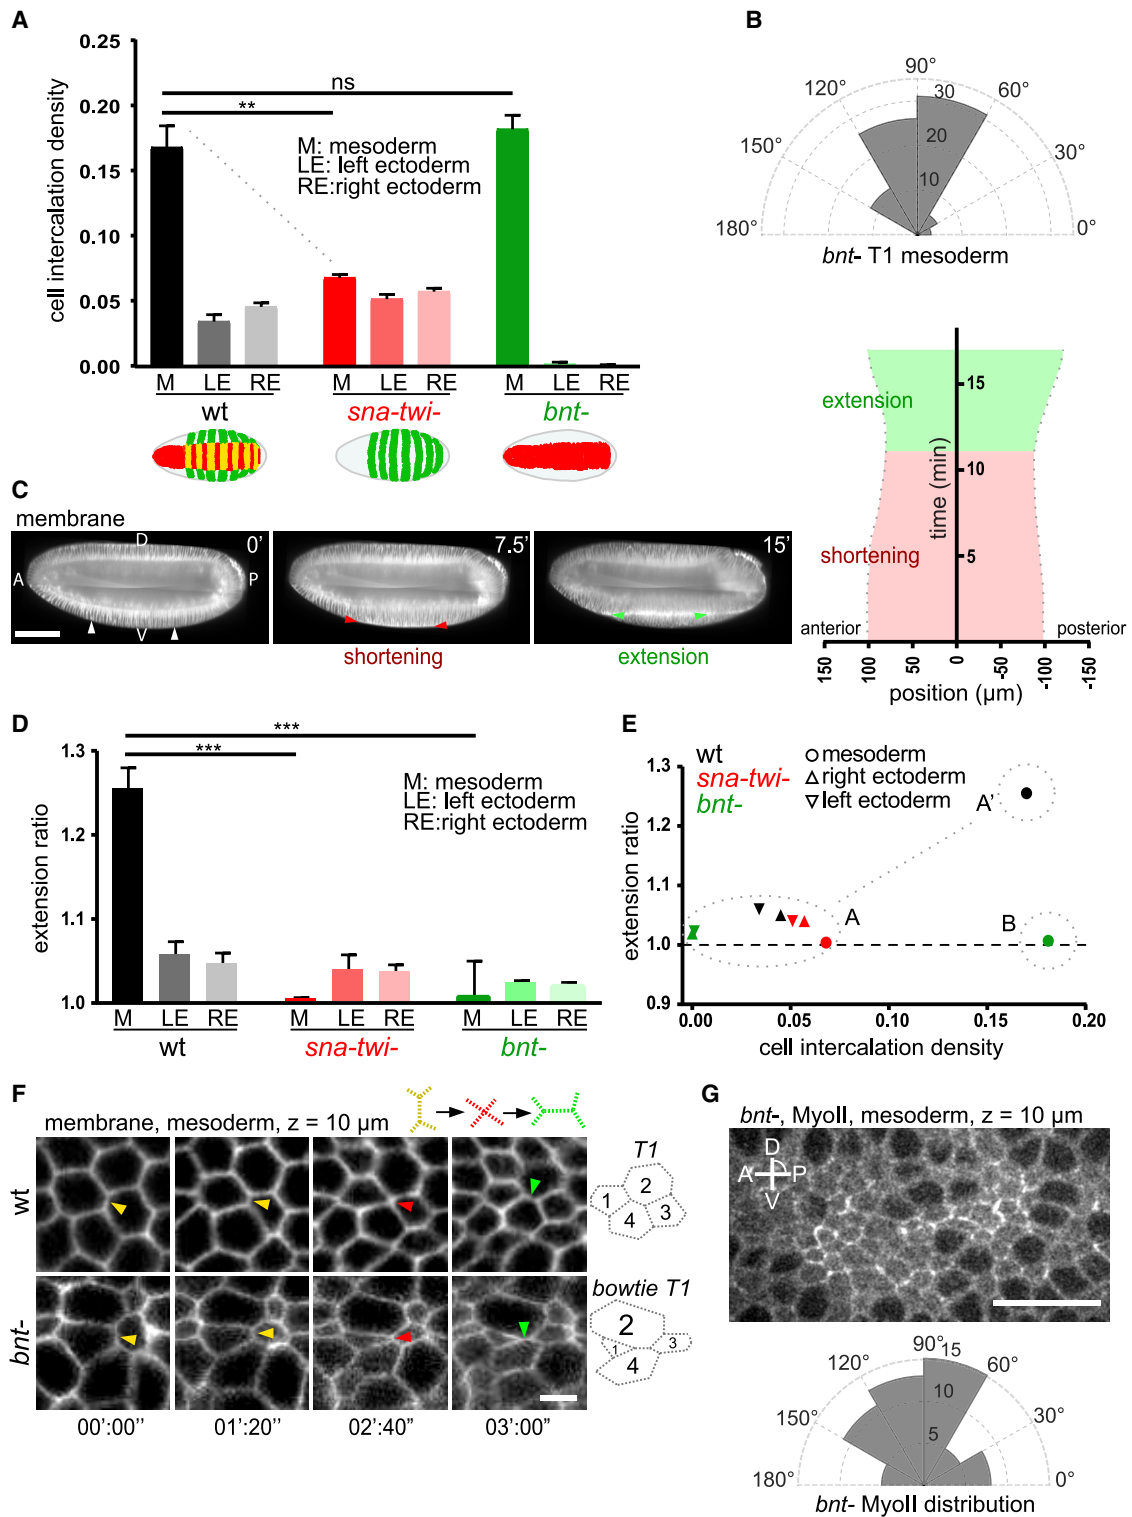 A
0.25
0.20
0.15
0.10
0.05
0.00
cell intercalation density
ns
**
M: mesoderm
LE: left ectoderm
RE:right ectoderm
M LE RE M LE RE M LE RE
wt sna-twi- bnt-
B
180° 150° 120° 90° 60° 30° 0°
30
20
10
bnt- T1 mesoderm
extension
shortening
15
10
5
time (min)
anterior posterior
150 100 50 0 -50 -100 -150
position (µm)
C
membrane
D
A
P
V
0'
7.5'
15'
shortening extension
D
1.3
1.2
1.1
1.0
extension ratio
***
***
M: mesoderm
LE: left ectoderm
RE:right ectoderm
M LE RE M LE RE M LE RE
wt sna-twi- bnt-
E
wt
sna-twi-
bnt-
mesoderm
right ectoderm
left ectoderm
1.3
1.2
1.1
1.0
0.9
extension ratio
A'
A
B
0.00 0.05 0.10 0.15 0.20
cell intercalation density
F
membrane, mesoderm, z = 10 µm
wt
T1
1 2 3 4
bnt-
bowtie T1
2
1 3
4
00':00'' 01':20'' 02':40'' 03':00''
G
bnt-, MyoII, mesoderm, z = 10 µm
D
A P
V
180° 150° 120° 90° 60° 30° 0°
15
10
5
bnt- MyoII distribution